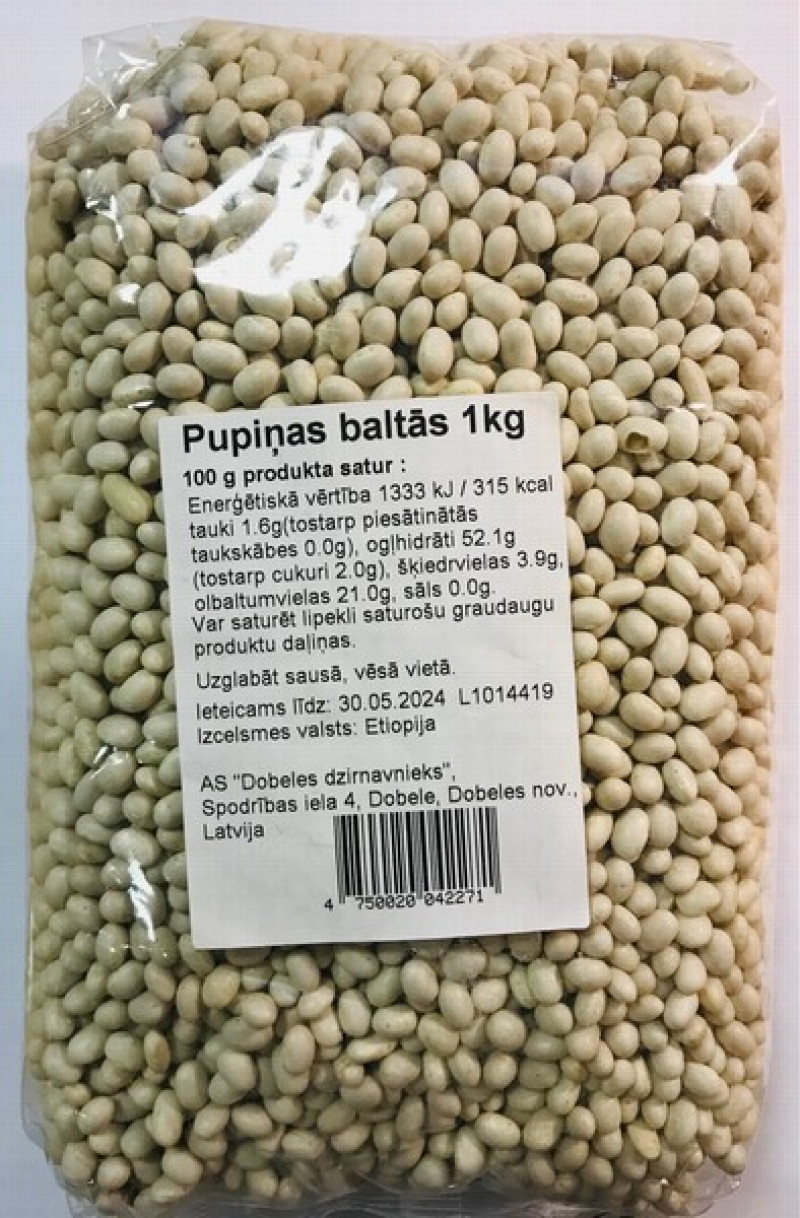 Pupiņas baltās 1kg
100 g produkta satur :
Enerģētiskā vērtība 1333 kJ / 315 kcal
tauki 1.6g(tostarp piesātinātās
taukskābes 0.0g), ogļhidrāti 52.1g
(tostarp cukuri 2.0g), šķiedrvielas 3.9g,
olbaltumvielas 21.0g, sāls 0.0g.
Var saturēt lipekli saturošu graudaugu
produktu daļiņas.
Uzglabāt sausā, vēsā vietā.
Ieteicams līdz: 30.05.2024 L1014419
Izcelsmes valsts: Etiopija
AS "Dobeles dzirnavnieks",
Spodrības iela 4, Dobele, Dobeles nov.,
Latvija
4 750020 042271